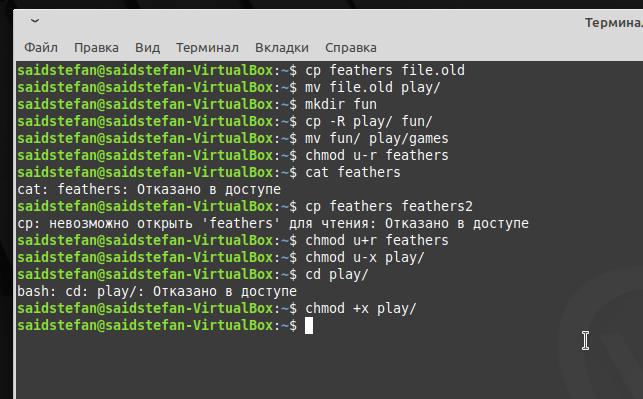 Термина
Файл Правка Вид Терминал Вкладки Справка
saidstefan@saidstefan-VirtualBox:~$ cp feathers file.old
saidstefan@saidstefan-VirtualBox:~$ mv file.old play/
saidstefan@saidstefan-VirtualBox:~$ mkdir fun
saidstefan@saidstefan-VirtualBox:~$ cp -R play/ fun/
saidstefan@saidstefan-VirtualBox:~$ mv fun/ play/games
saidstefan@saidstefan-VirtualBox:~$ chmod u-r feathers
saidstefan@saidstefan-VirtualBox:~$ cat feathers
cat: feathers: Отказано в доступе
saidstefan@saidstefan-VirtualBox:~$ cp feathers feathers2
cp: невозможно открыть 'feathers' для чтения: Отказано в доступе
saidstefan@saidstefan-VirtualBox:~$ chmod u+r feathers
saidstefan@saidstefan-VirtualBox:~$ chmod u-x play/
saidstefan@saidstefan-VirtualBox:~$ cd play/
bash: cd: play/: Отказано в доступе
saidstefan@saidstefan-VirtualBox:~$ chmod +x play/
saidstefan@saidstefan-VirtualBox:~$